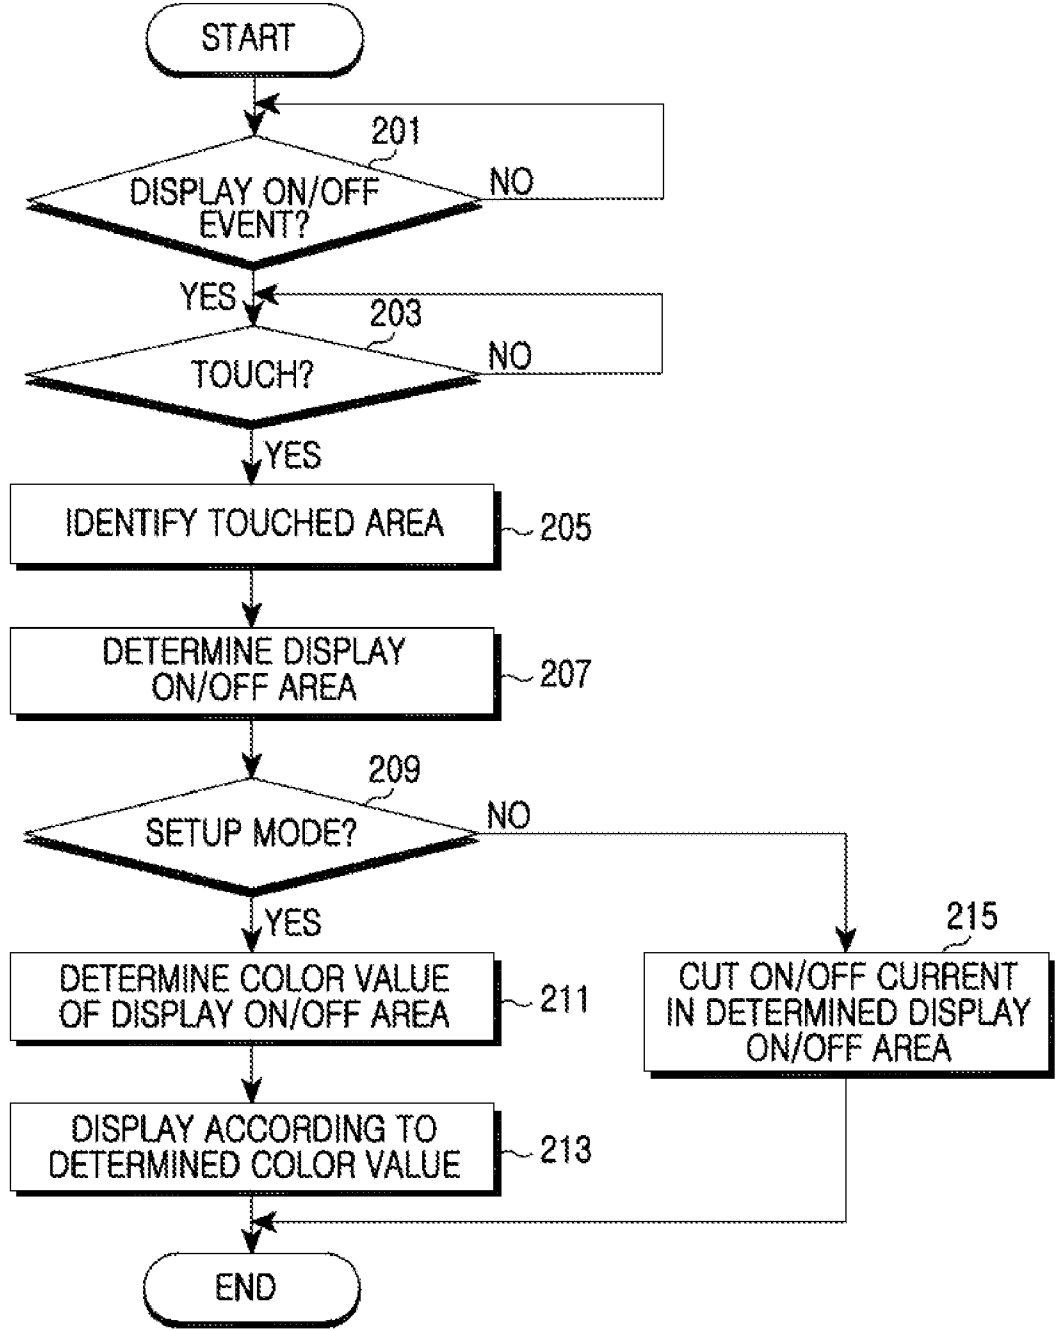 START
201
DISPLAY ON/OFF
EVENT?
NO
YES
203
TOUCH?
NO
YES
IDENTIFY TOUCHED AREA
205
DETERMINE DISPLAY
ON/OFF AREA
207
209
SETUP MODE?
NO
YES
DETERMINE COLOR VALUE
OF DISPLAY ON/OFF AREA
211
215
CUT ON/OFF CURRENT
IN DETERMINED DISPLAY
ON/OFF AREA
DISPLAY ACCORDING TO
DETERMINED COLOR VALUE
213
END